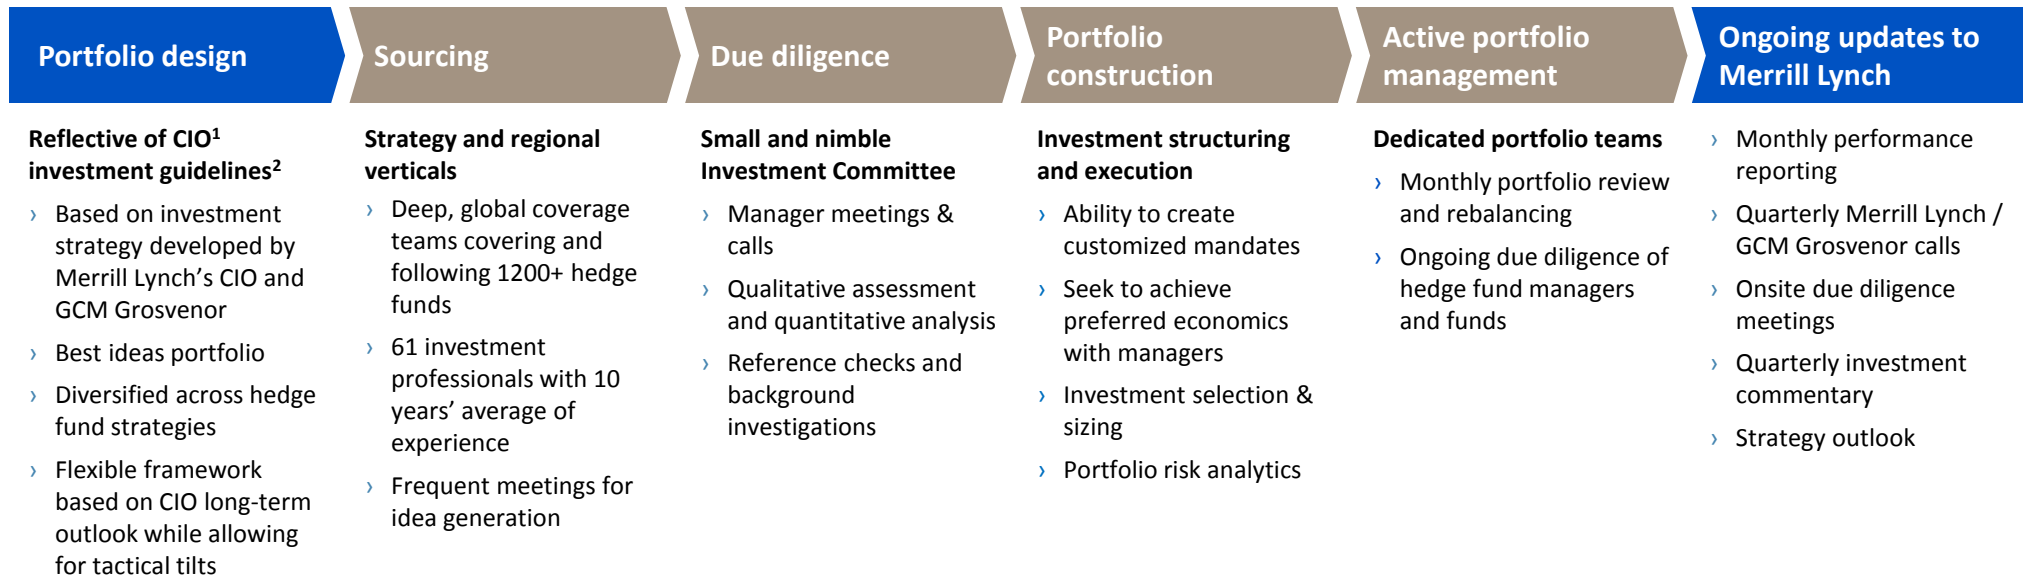 Portfolio design
Reflective of CIO¹
investment guidelines²
› Based on investment
strategy developed by
Merrill Lynch’s CIO and
GCM Grosvenor
› Best ideas portfolio
› Diversified across hedge
fund strategies
› Flexible framework
based on CIO long-term
outlook while allowing
for tactical tilts
Sourcing
Strategy and regional
verticals
› Deep, global coverage
teams covering and
following 1200+ hedge
funds
› 61 investment
professionals with 10
years’ average of
experience
› Frequent meetings for
idea generation
Due diligence
Small and nimble
Investment Committee
› Manager meetings &
calls
› Qualitative assessment
and quantitative analysis
› Reference checks and
background
investigations
Portfolio
construction
Investment structuring
and execution
› Ability to create
customized mandates
› Seek to achieve
preferred economics
with managers
› Investment selection &
sizing
› Portfolio risk analytics
Active portfolio
management
Dedicated portfolio teams
› Monthly portfolio review
and rebalancing
› Ongoing due diligence of
hedge fund managers
and funds
Ongoing updates to
Merrill Lynch
› Monthly performance
reporting
› Quarterly Merrill Lynch /
GCM Grosvenor calls
› Onsite due diligence
meetings
› Quarterly investment
commentary
› Strategy outlook